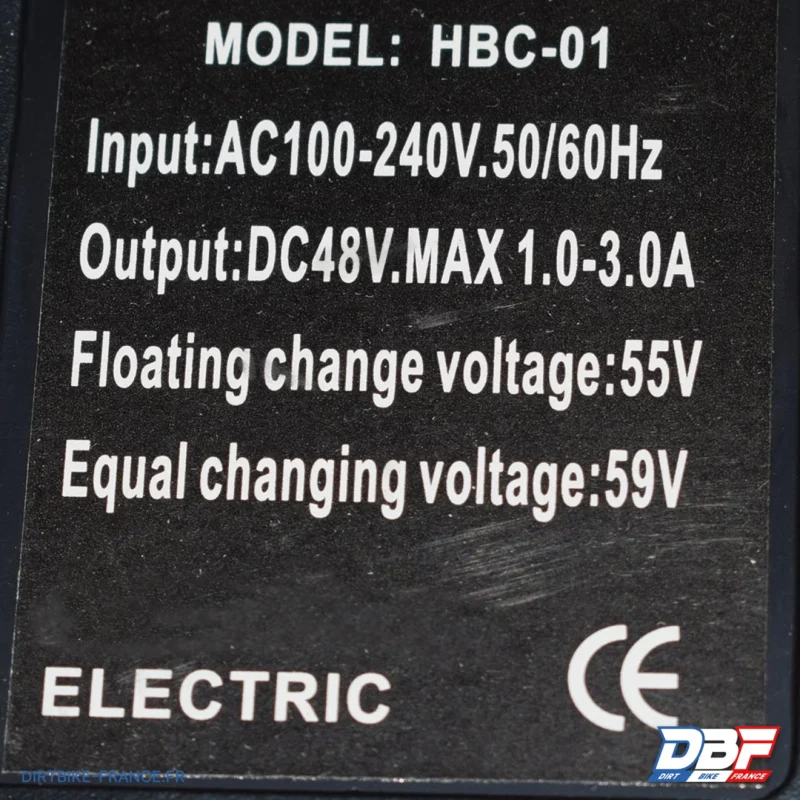 MODEL: HBC-01
Input:AC100-240V.50/60Hz
Output:DC48V.MAX 1.0-3.0A
Floating change voltage:55V
Equal changing voltage:59V
ELECTRIC
CE
DBF
DIRT BIKE FRANCE
DIRTBIKE-FRANCE.FR